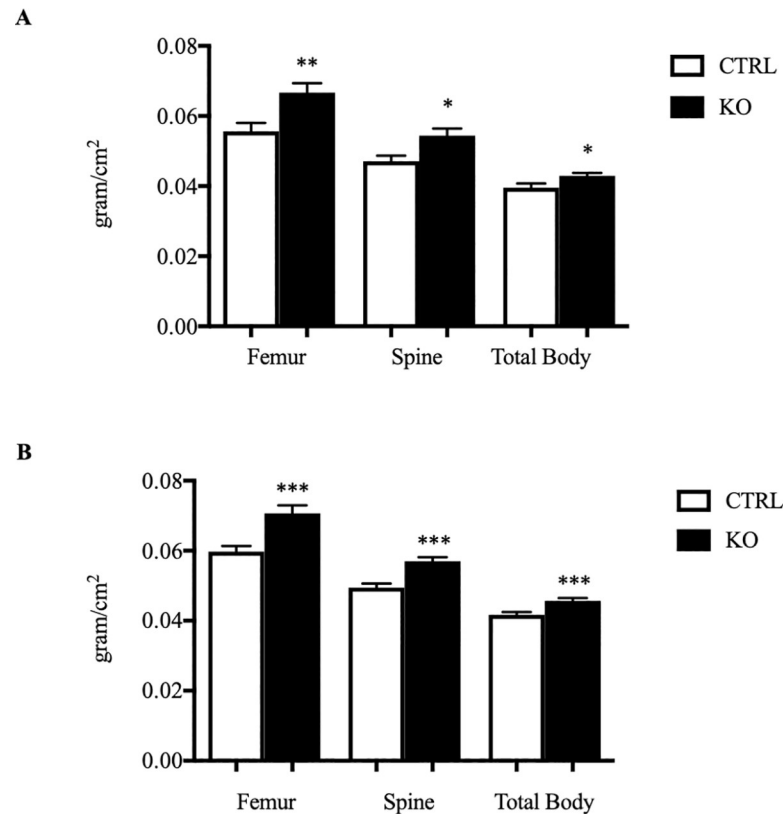 A
0.08
0.06
0.04
0.02
0.00
gram/cm²
** * *
CTRL
KO
Femur Spine Total Body
B
0.08
0.06
0.04
0.02
0.00
gram/cm²
*** *** ***
CTRL
KO
Femur Spine Total Body